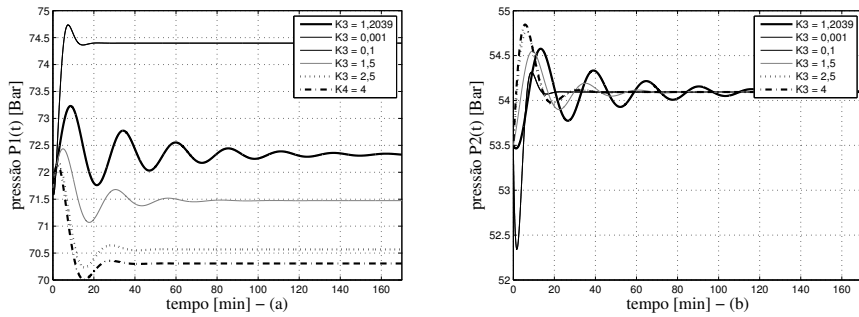 75
74.5
74
73.5
73
72.5
72
71.5
71
70.5
70
0 20 40 60 80 100 120 140 160
pressão P1(t) [Bar]
tempo [min] − (a)
K3 = 1,2039
K3 = 0,001
K3 = 0,1
K3 = 1,5
K3 = 2,5
K4 = 4
55
54.5
54
53.5
53
52.5
52
0 20 40 60 80 100 120 140 160
pressão P2(t) [Bar]
tempo [min] − (b)
K3 = 1,2039
K3 = 0,001
K3 = 0,1
K3 = 1,5
K3 = 2,5
K3 = 4